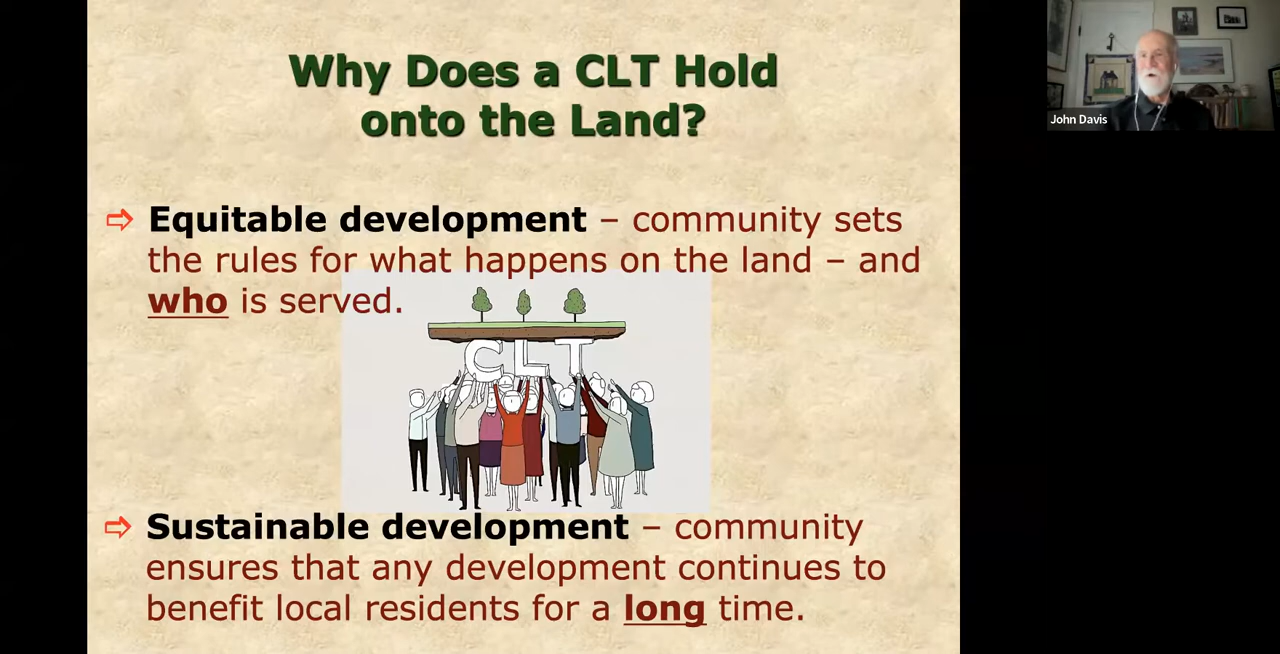 Why Does a CLT Hold
onto the Land?
⇨ Equitable development – community sets
the rules for what happens on the land – and
who is served.
CLT
⇨ Sustainable development – community
ensures that any development continues to
benefit local residents for a long time.
John Davis